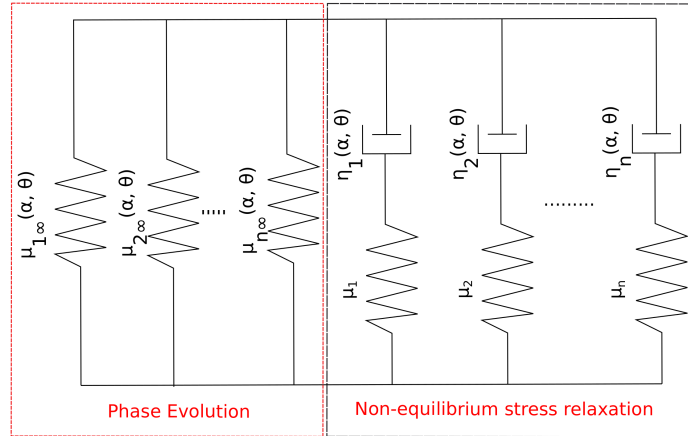 μ1∞(α, θ)
μ2∞(α, θ)
.....
μn∞(α, θ)
η1(α, θ)
η2(α, θ)
.........
ηn(α, θ)
μ1
μ2
μn
Phase Evolution
Non-equilibrium stress relaxation